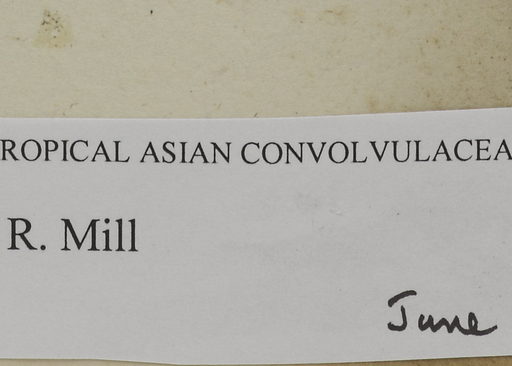 ROPICAL ASIAN CONVOLVULACEA
R. Mill
June